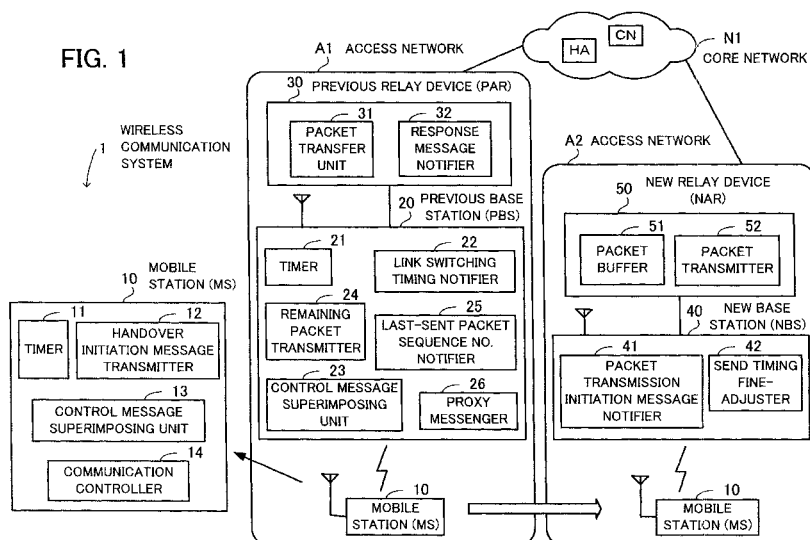 FIG. 1
1 WIRELESS
COMMUNICATION
SYSTEM
A1 ACCESS NETWORK
30 PREVIOUS RELAY DEVICE (PAR)
31
PACKET
TRANSFER
UNIT
32
RESPONSE
MESSAGE
NOTIFIER
HA
CN
N1
CORE NETWORK
20 PREVIOUS BASE
STATION (PBS)
21
TIMER
22
LINK SWITCHING
TIMING NOTIFIER
24
REMAINING
PACKET
TRANSMITTER
25
LAST-SENT PACKET
SEQUENCE NO.
NOTIFIER
23
CONTROL MESSAGE
SUPERIMPOSING
UNIT
26
PROXY
MESSENGER
10
MOBILE
STATION (MS)
10 MOBILE
STATION (MS)
11
TIMER
12
HANDOVER
INITIATION MESSAGE
TRANSMITTER
13
CONTROL MESSAGE
SUPERIMPOSING UNIT
14
COMMUNICATION
CONTROLLER
A2 ACCESS NETWORK
50 NEW RELAY DEVICE
(NAR)
51
PACKET
BUFFER
52
PACKET
TRANSMITTER
40 NEW BASE
STATION (NBS)
41
PACKET
TRANSMISSION
INITIATION MESSAGE
NOTIFIER
42
SEND TIMING
FINE-
ADJUSTER
10
MOBILE
STATION (MS)